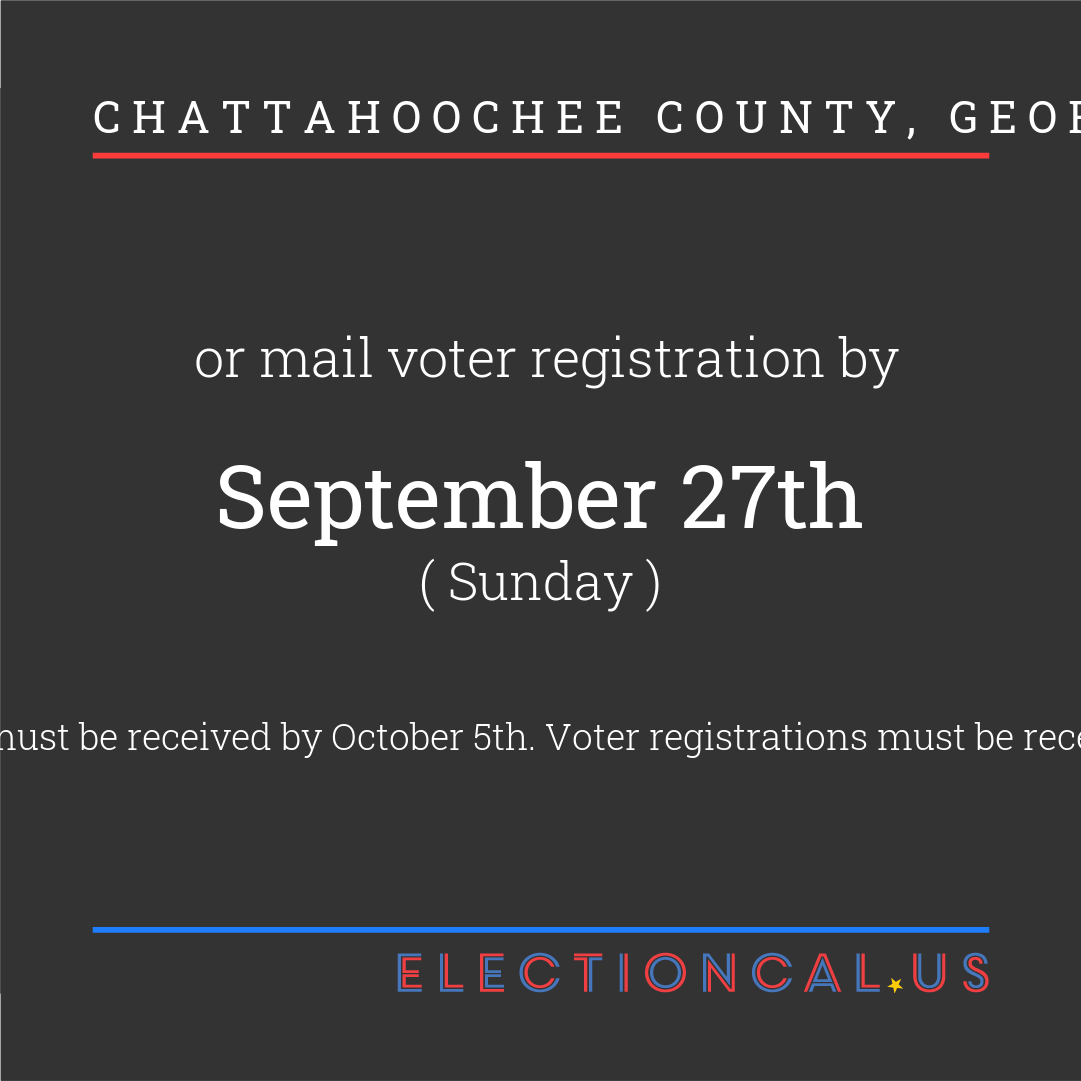 CHATTAHOOCHEE COUNTY, GEOR
or mail voter registration by
September 27th
( Sunday )
must be received by October 5th. Voter registrations must be rece
ELECTIONCAL.US